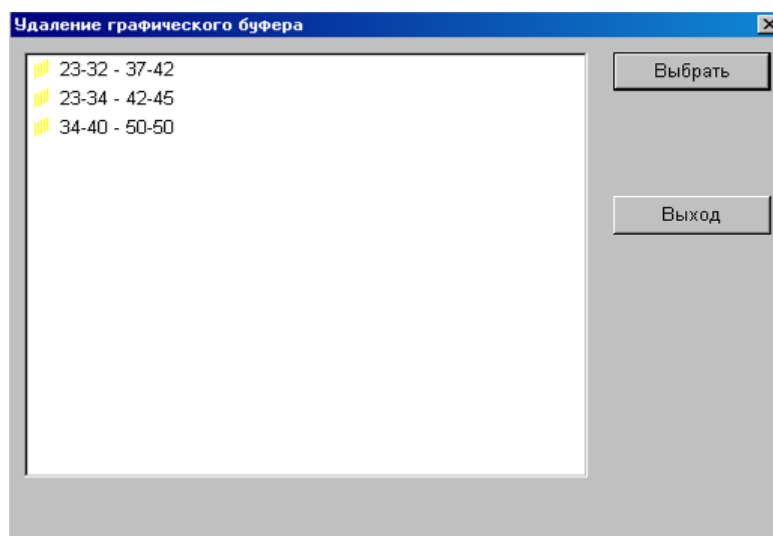 Удаление графического буфера
23-32 - 37-42
23-34 - 42-45
34-40 - 50-50
Выбрать
Выход